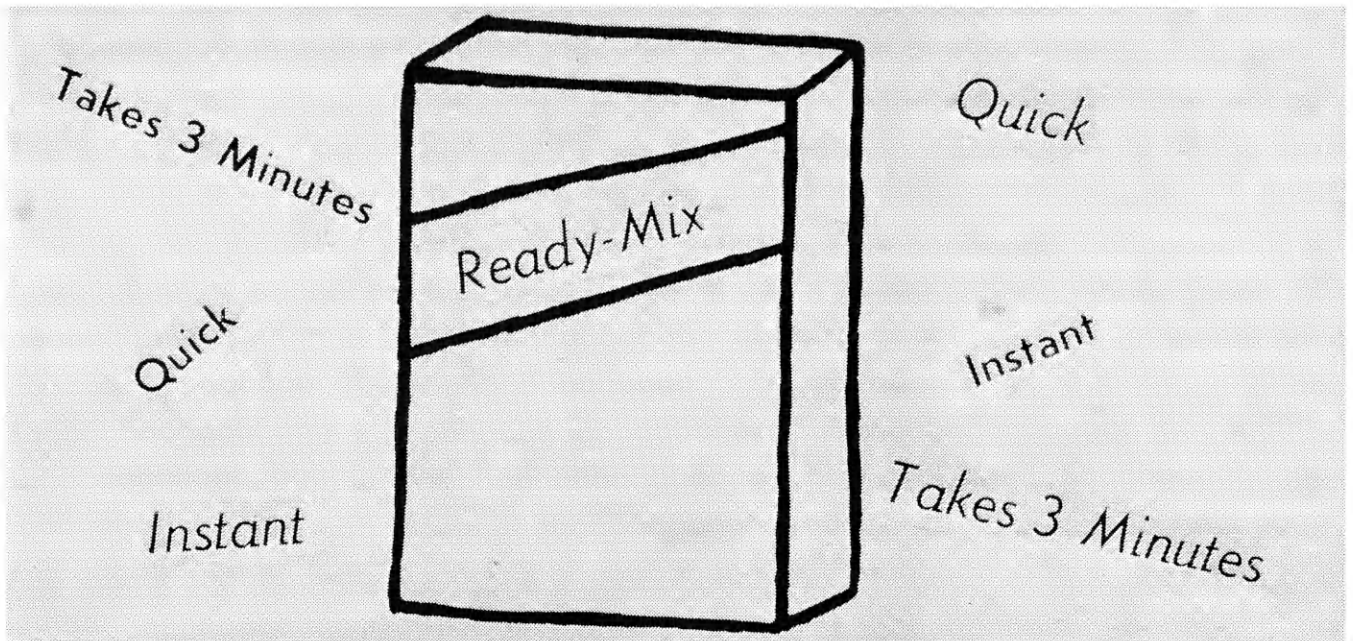 Takes 3 Minutes
Quick
Ready-Mix
Quick
Instant
Instant
Takes 3 Minutes